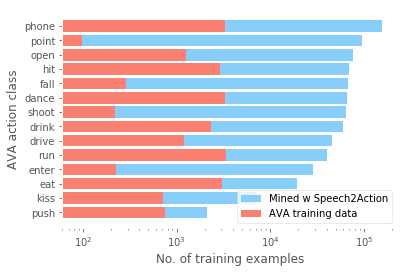 AVA action class
phone
point
open
hit
fall
dance
shoot
drink
drive
run
enter
eat
kiss
push
Mined w Speech2Action
AVA training data
10²
10³
10⁴
10⁵
No. of training examples